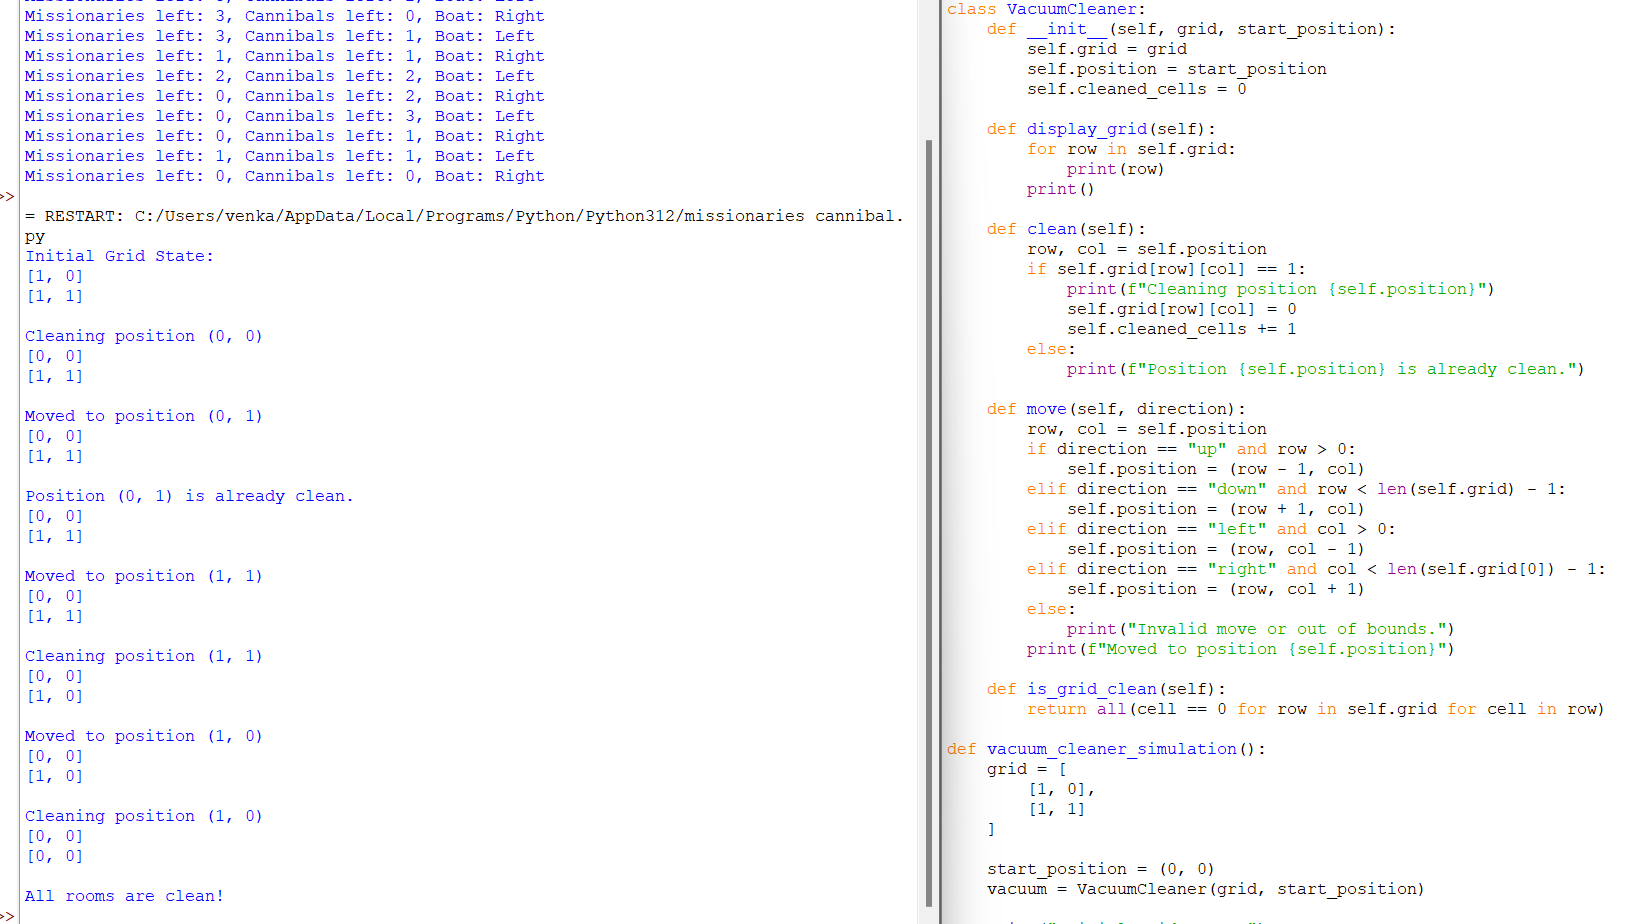 Missionaries left: 3, Cannibals left: 0, Boat: Right
Missionaries left: 3, Cannibals left: 1, Boat: Left
Missionaries left: 1, Cannibals left: 1, Boat: Right
Missionaries left: 2, Cannibals left: 2, Boat: Left
Missionaries left: 0, Cannibals left: 2, Boat: Right
Missionaries left: 0, Cannibals left: 3, Boat: Left
Missionaries left: 0, Cannibals left: 1, Boat: Right
Missionaries left: 1, Cannibals left: 1, Boat: Left
Missionaries left: 0, Cannibals left: 0, Boat: Right
>>
= RESTART: C:/Users/venka/AppData/Local/Programs/Python/Python312/missionaries cannibal.
py
Initial Grid State:
[1, 0]
[1, 1]

Cleaning position (0, 0)
[0, 0]
[1, 1]

Moved to position (0, 1)
[0, 0]
[1, 1]

Position (0, 1) is already clean.
[0, 0]
[1, 1]

Moved to position (1, 1)
[0, 0]
[1, 1]

Cleaning position (1, 1)
[0, 0]
[1, 0]

Moved to position (1, 0)
[0, 0]
[1, 0]

Cleaning position (1, 0)
[0, 0]
[0, 0]

All rooms are clean!
>>
class VacuumCleaner:
    def __init__(self, grid, start_position):
        self.grid = grid
        self.position = start_position
        self.cleaned_cells = 0

    def display_grid(self):
        for row in self.grid:
            print(row)
        print()

    def clean(self):
        row, col = self.position
        if self.grid[row][col] == 1:
            print(f"Cleaning position {self.position}")
            self.grid[row][col] = 0
            self.cleaned_cells += 1
        else:
            print(f"Position {self.position} is already clean.")

    def move(self, direction):
        row, col = self.position
        if direction == "up" and row > 0:
            self.position = (row - 1, col)
        elif direction == "down" and row < len(self.grid) - 1:
            self.position = (row + 1, col)
        elif direction == "left" and col > 0:
            self.position = (row, col - 1)
        elif direction == "right" and col < len(self.grid[0]) - 1:
            self.position = (row, col + 1)
        else:
            print("Invalid move or out of bounds.")
        print(f"Moved to position {self.position}")

    def is_grid_clean(self):
        return all(cell == 0 for row in self.grid for cell in row)

def vacuum_cleaner_simulation():
    grid = [
        [1, 0],
        [1, 1]
    ]

    start_position = (0, 0)
    vacuum = VacuumCleaner(grid, start_position)